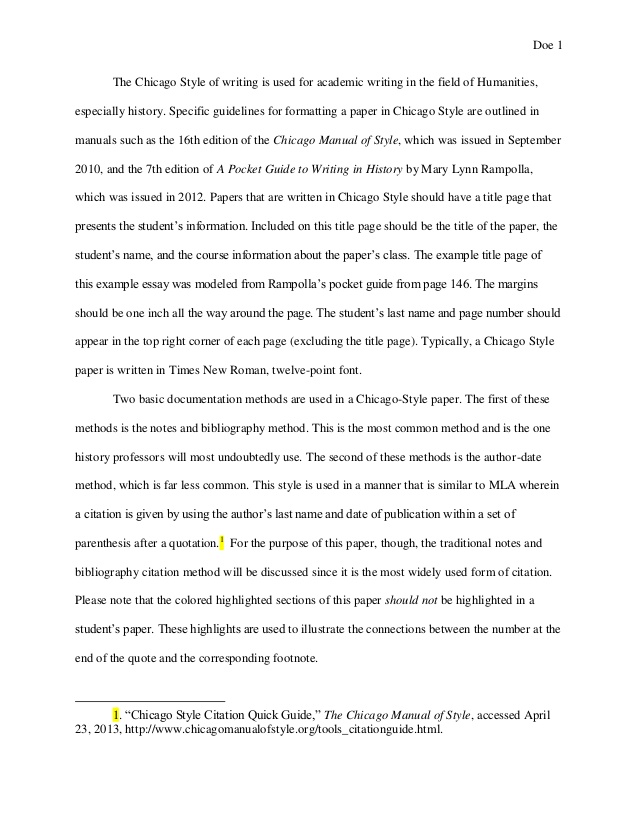 Doe 1
The Chicago Style of writing is used for academic writing in the field of Humanities,
especially history. Specific guidelines for formatting a paper in Chicago Style are outlined in
manuals such as the 16th edition of the Chicago Manual of Style, which was issued in September
2010, and the 7th edition of A Pocket Guide to Writing in History by Mary Lynn Rampolla,
which was issued in 2012. Papers that are written in Chicago Style should have a title page that
presents the student’s information. Included on this title page should be the title of the paper, the
student’s name, and the course information about the paper’s class. The example title page of
this example essay was modeled from Rampolla’s pocket guide from page 146. The margins
should be one inch all the way around the page. The student’s last name and page number should
appear in the top right corner of each page (excluding the title page). Typically, a Chicago Style
paper is written in Times New Roman, twelve-point font.
Two basic documentation methods are used in a Chicago-Style paper. The first of these
methods is the notes and bibliography method. This is the most common method and is the one
history professors will most undoubtedly use. The second of these methods is the author-date
method, which is far less common. This style is used in a manner that is similar to MLA wherein
a citation is given by using the author’s last name and date of publication within a set of
parenthesis after a quotation.1 For the purpose of this paper, though, the traditional notes and
bibliography citation method will be discussed since it is the most widely used form of citation.
Please note that the colored highlighted sections of this paper should not be highlighted in a
student’s paper. These highlights are used to illustrate the connections between the number at the
end of the quote and the corresponding footnote.
1. “Chicago Style Citation Quick Guide,” The Chicago Manual of Style, accessed April
23, 2013, http://www.chicagomanualofstyle.org/tools_citationguide.html.